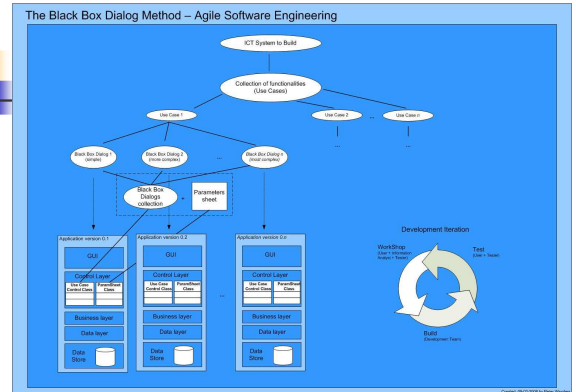 The Black Box Dialog Method – Agile Software Engineering
ICT System to Build
Collection of functionalities
(Use Cases)
Use Case 1
Use Case 2
...
Use Case n
...
...
Black Box Dialog 1
(simple)
Black Box Dialog 2
(more complex)
...
Black Box Dialog n
(most complex)
Black Box
Dialogs
collection
+
Parameters
sheet
Application version 0.1
GUI
Control Layer
Use Case
Control Class
ParamSheet
Class
Business layer
Data layer
Data
Store
Application version 0.2
GUI
Control Layer
Use Case
Control Class
ParamSheet
Class
Business layer
Data layer
Data
Store
...
Application version 0.n
GUI
Control Layer
Use Case
Control Class
ParamSheet
Class
Business layer
Data layer
Data
Store
Development Iteration
WorkShop
(User + Information
Analyst + Tester)
Test
(User + Tester)
Build
(Development Team)